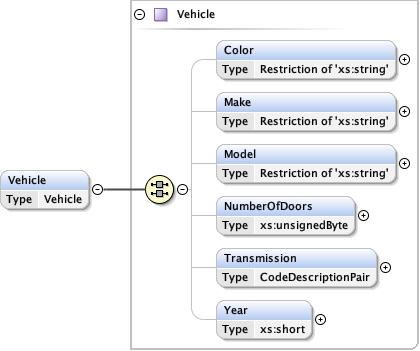 Vehicle
Color
Type Restriction of 'xs:string'
Make
Type Restriction of 'xs:string'
Model
Type Restriction of 'xs:string'
Vehicle
Type Vehicle
NumberOfDoors
Type xs:unsignedByte
Transmission
Type CodeDescriptionPair
Year
Type xs:short